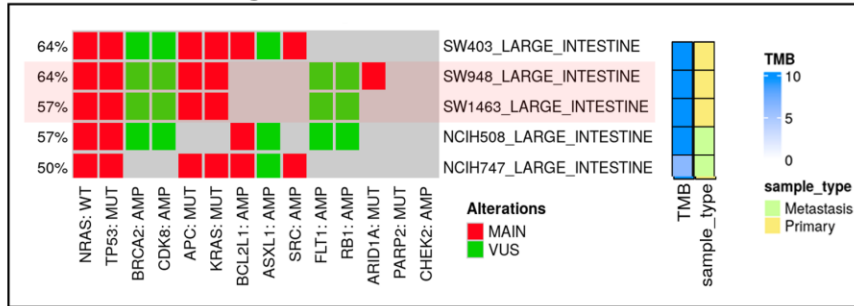 64% SW403_LARGE_INTESTINE
64% SW948_LARGE_INTESTINE
57% SW1463_LARGE_INTESTINE
57% NCIH508_LARGE_INTESTINE
50% NCIH747_LARGE_INTESTINE
NRAS: WT
TP53: MUT
BRCA2: AMP
CDK8: AMP
APC: MUT
KRAS: MUT
BCL2L1: AMP
ASXL1: AMP
SRC: AMP
FLT1: AMP
RB1: AMP
ARID1A: MUT
PARP2: MUT
CHEK2: AMP
Alterations
MAIN
VUS
TMB
sample_type
TMB
10
5
0
sample_type
Metastasis
Primary